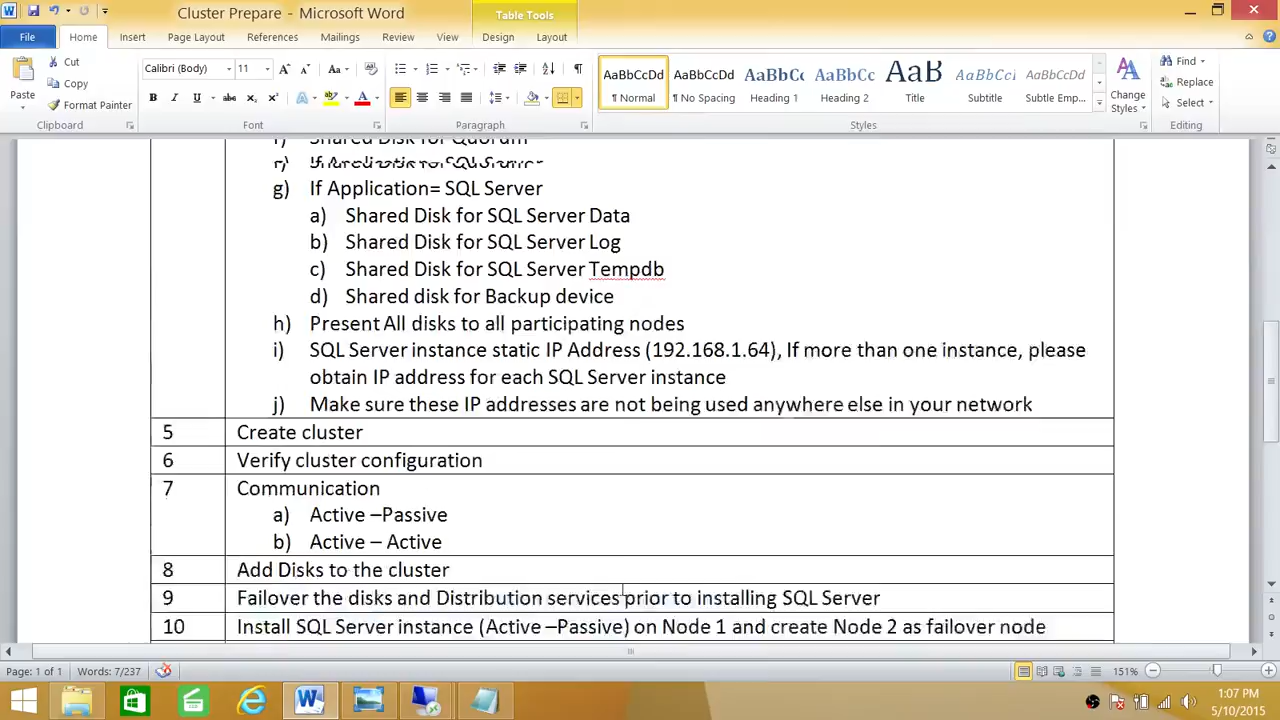 Cluster Prepare - Microsoft Word
Table Tools
File
Home
Insert
Page Layout
References
Mailings
Review
View
Design
Layout
Paste
Cut
Copy
Format Painter
Clipboard
Calibri (Body)
11
Font
Paragraph
AaBbCcDd
¶ Normal
AaBbCcDd
¶ No Spacing
AaBbCc
Heading 1
AaBbCc
Heading 2
AaB
Title
AaBbCcDd
Subtitle
AaBbCcDd
Subtle Emp...
Styles
Change Styles
Find
Replace
Select
Editing
g) If Application= SQL Server
a) Shared Disk for SQL Server Data
b) Shared Disk for SQL Server Log
c) Shared Disk for SQL Server Tempdb
d) Shared disk for Backup device
h) Present All disks to all participating nodes
i) SQL Server instance static IP Address (192.168.1.64), If more than one instance, please
obtain IP address for each SQL Server instance
j) Make sure these IP addresses are not being used anywhere else in your network
5 Create cluster
6 Verify cluster configuration
7 Communication
a) Active –Passive
b) Active – Active
8 Add Disks to the cluster
9 Failover the disks and Distribution services prior to installing SQL Server
10 Install SQL Server instance (Active –Passive) on Node 1 and create Node 2 as failover node
Page: 1 of 1
Words: 7/237
151%
1:07 PM
5/10/2015